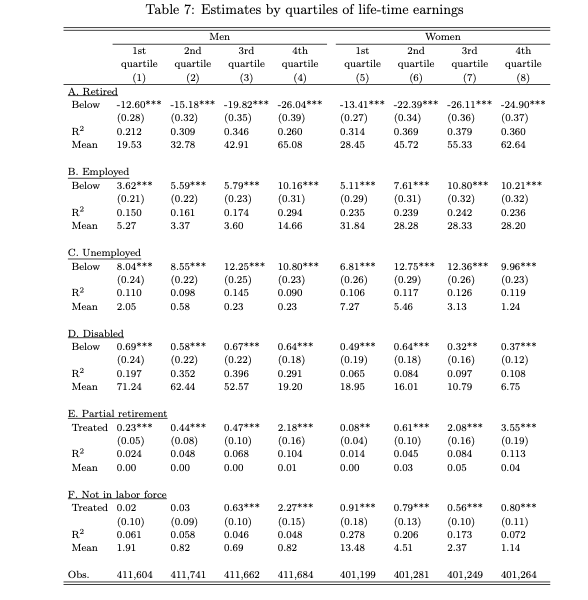 Table 7: Estimates by quartiles of life-time earnings
Men Women
1st 2nd 3rd 4th 1st 2nd 3rd 4th
quartile quartile quartile quartile quartile quartile quartile quartile
(1) (2) (3) (4) (5) (6) (7) (8)
A. Retired
Below -12.60*** -15.18*** -19.82*** -26.04*** -13.41*** -22.39*** -26.11*** -24.90***
(0.28) (0.32) (0.35) (0.39) (0.27) (0.34) (0.36) (0.37)
R2 0.212 0.309 0.346 0.260 0.314 0.369 0.379 0.360
Mean 19.53 32.78 42.91 65.08 28.45 45.72 55.33 62.64
B. Employed
Below 3.62*** 5.59*** 5.79*** 10.16*** 5.11*** 7.61*** 10.80*** 10.21***
(0.21) (0.22) (0.23) (0.31) (0.29) (0.31) (0.32) (0.32)
R2 0.150 0.161 0.174 0.294 0.235 0.239 0.242 0.236
Mean 5.27 3.37 3.60 14.66 31.84 28.28 28.33 28.20
C. Unemployed
Below 8.04*** 8.55*** 12.25*** 10.80*** 6.81*** 12.75*** 12.36*** 9.96***
(0.24) (0.22) (0.25) (0.23) (0.26) (0.29) (0.26) (0.23)
R2 0.110 0.098 0.145 0.090 0.106 0.117 0.126 0.119
Mean 2.05 0.58 0.23 0.23 7.27 5.46 3.13 1.24
D. Disabled
Below 0.69*** 0.58*** 0.67*** 0.64*** 0.49*** 0.64*** 0.32** 0.37***
(0.24) (0.22) (0.22) (0.18) (0.19) (0.18) (0.16) (0.12)
R2 0.197 0.352 0.396 0.291 0.065 0.084 0.097 0.108
Mean 71.24 62.44 52.57 19.20 18.95 16.01 10.79 6.75
E. Partial retirement
Treated 0.23*** 0.44*** 0.47*** 2.18*** 0.08** 0.61*** 2.08*** 3.55***
(0.05) (0.08) (0.10) (0.16) (0.04) (0.10) (0.16) (0.19)
R2 0.024 0.048 0.068 0.104 0.014 0.045 0.084 0.113
Mean 0.00 0.00 0.00 0.01 0.00 0.03 0.05 0.04
F. Not in labor force
Treated 0.02 0.03 0.63*** 2.27*** 0.91*** 0.79*** 0.56*** 0.80***
(0.10) (0.09) (0.10) (0.15) (0.18) (0.13) (0.10) (0.11)
R2 0.061 0.058 0.046 0.048 0.278 0.206 0.173 0.072
Mean 1.91 0.82 0.69 0.82 13.48 4.51 2.37 1.14
Obs. 411,604 411,741 411,662 411,684 401,199 401,281 401,249 401,264